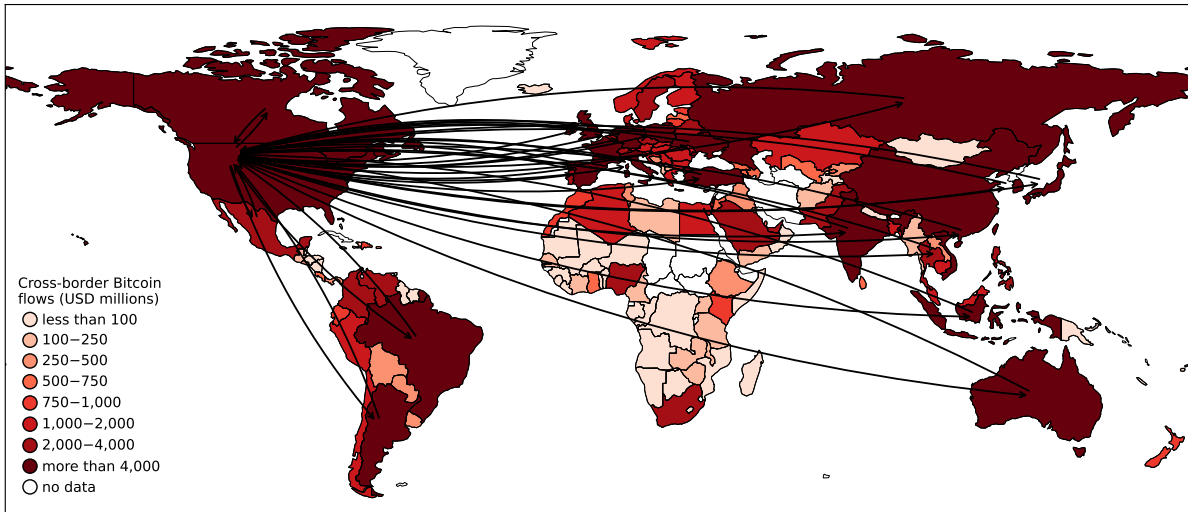 Cross-border Bitcoin
flows (USD millions)
less than 100
100−250
250−500
500−750
750−1,000
1,000−2,000
2,000−4,000
more than 4,000
no data